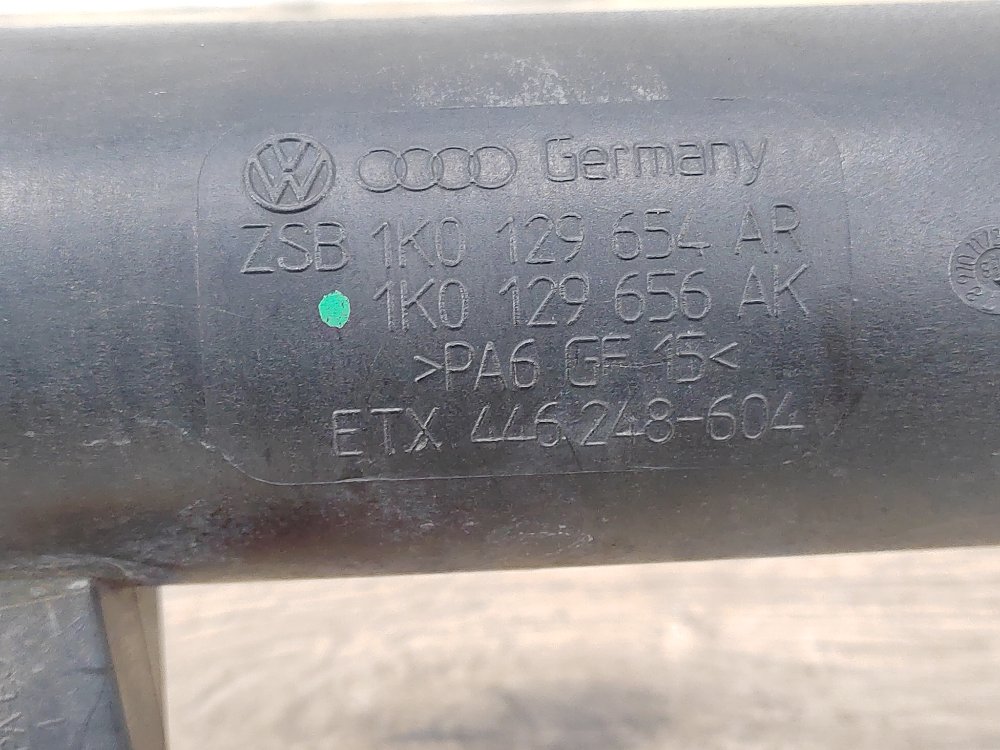 Germany
ZSB 1K0 129 654 AR
1K0 129 656 AK
>PA6 GF 15<
ETX 446.248-604